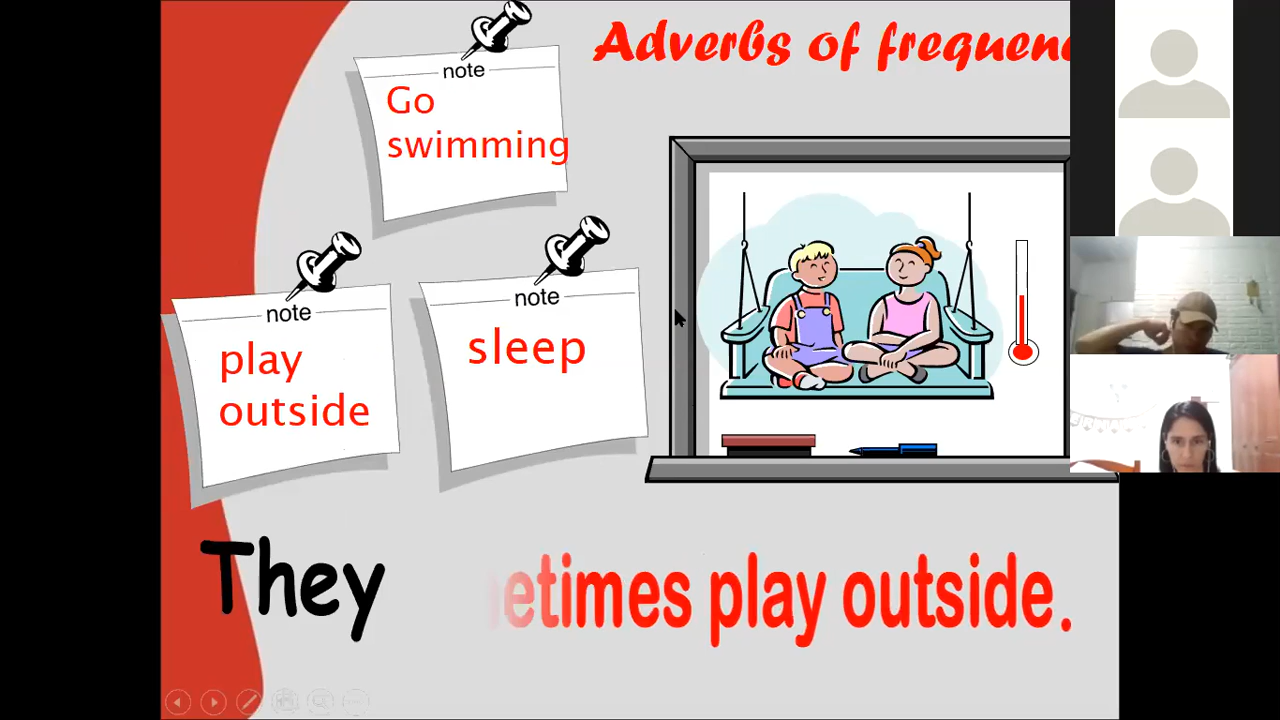 Adverbs of frequen
note
Go
swimming
note
play
outside
note
sleep
They etimes play outside.